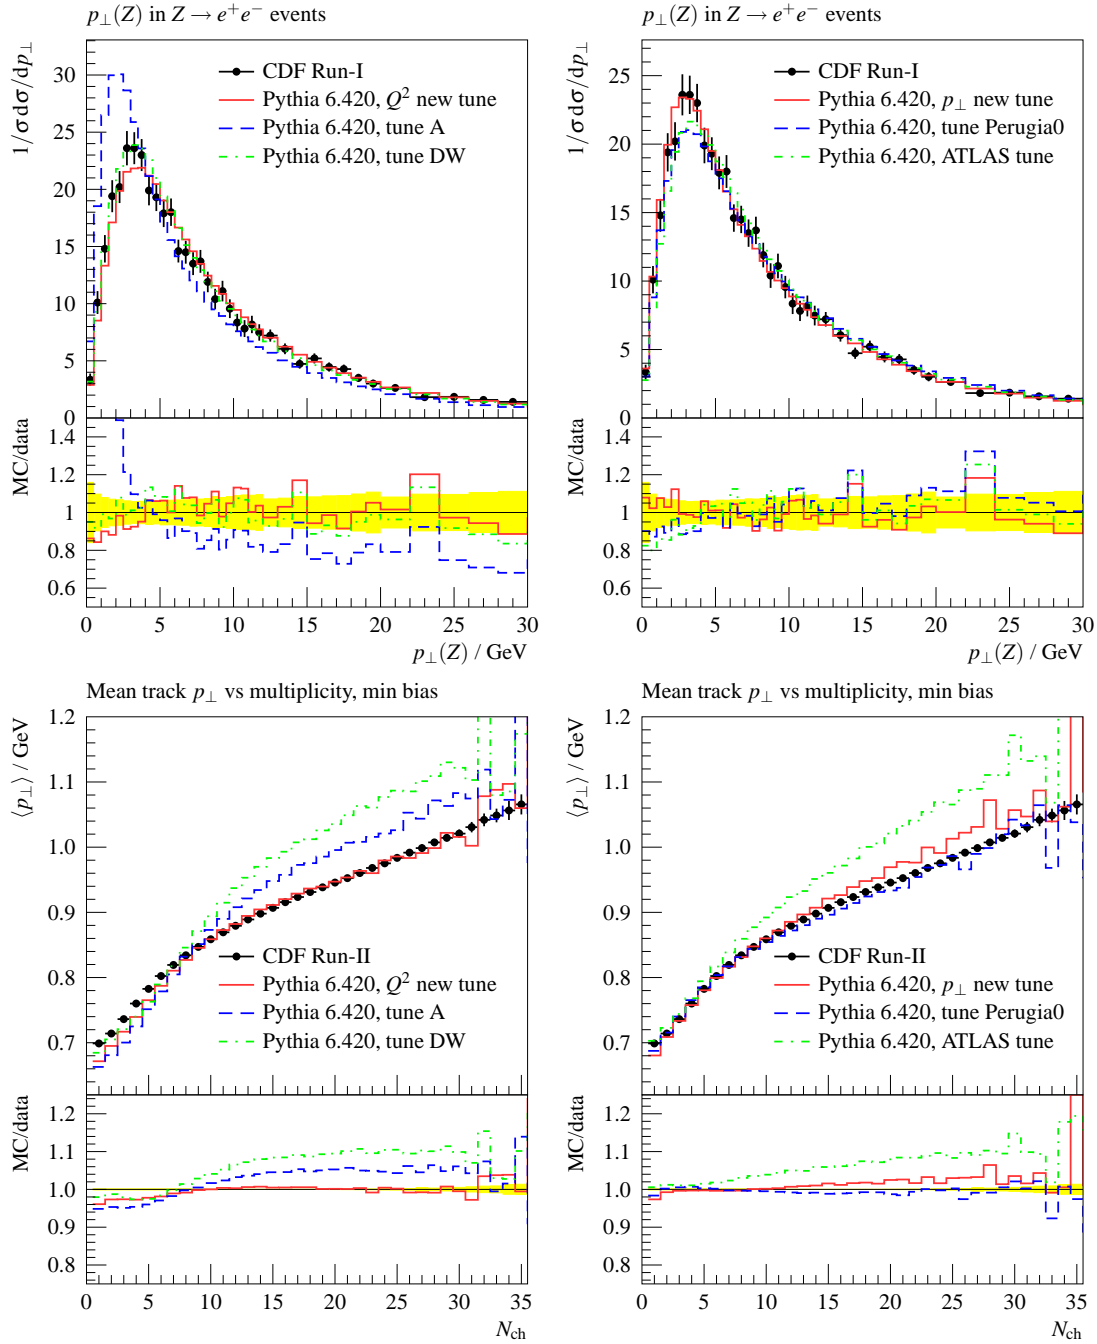 p⊥(Z) in Z → e⁺e⁻ events
1/σ dσ/dp⊥
30
25
20
15
10
5
0
CDF Run-I
Pythia 6.420, Q² new tune
Pythia 6.420, tune A
Pythia 6.420, tune DW
MC/data
1.4
1.2
1
0.8
0.6
0 5 10 15 20 25 30
p⊥(Z) / GeV
p⊥(Z) in Z → e⁺e⁻ events
1/σ dσ/dp⊥
25
20
15
10
5
0
CDF Run-I
Pythia 6.420, p⊥ new tune
Pythia 6.420, tune Perugia0
Pythia 6.420, ATLAS tune
MC/data
1.4
1.2
1
0.8
0.6
0 5 10 15 20 25 30
p⊥(Z) / GeV
Mean track p⊥ vs multiplicity, min bias
⟨p⊥⟩ / GeV
1.2
1.1
1.0
0.9
0.8
0.7
CDF Run-II
Pythia 6.420, Q² new tune
Pythia 6.420, tune A
Pythia 6.420, tune DW
MC/data
1.2
1.1
1.0
0.9
0.8
0 5 10 15 20 25 30 35
Nch
Mean track p⊥ vs multiplicity, min bias
⟨p⊥⟩ / GeV
1.2
1.1
1.0
0.9
0.8
0.7
CDF Run-II
Pythia 6.420, p⊥ new tune
Pythia 6.420, tune Perugia0
Pythia 6.420, ATLAS tune
MC/data
1.2
1.1
1.0
0.9
0.8
0 5 10 15 20 25 30 35
Nch